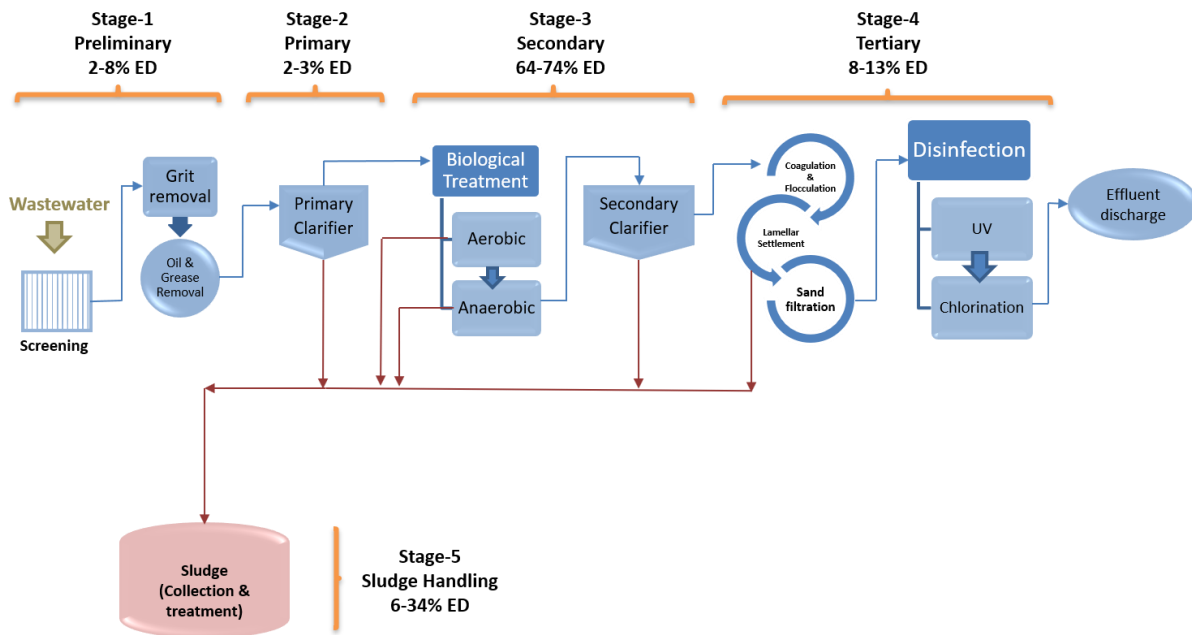 Stage-1
Preliminary
2-8% ED
Stage-2
Primary
2-3% ED
Stage-3
Secondary
64-74% ED
Stage-4
Tertiary
8-13% ED
Wastewater
Screening
Grit
removal
Oil &
Grease
Removal
Primary
Clarifier
Biological
Treatment
Aerobic
Anaerobic
Secondary
Clarifier
Coagulation
&
Flocculation
Lamellar
Settlement
Sand
filtration
Disinfection
UV
Chlorination
Effluent
discharge
Sludge
(Collection &
treatment)
Stage-5
Sludge Handling
6-34% ED